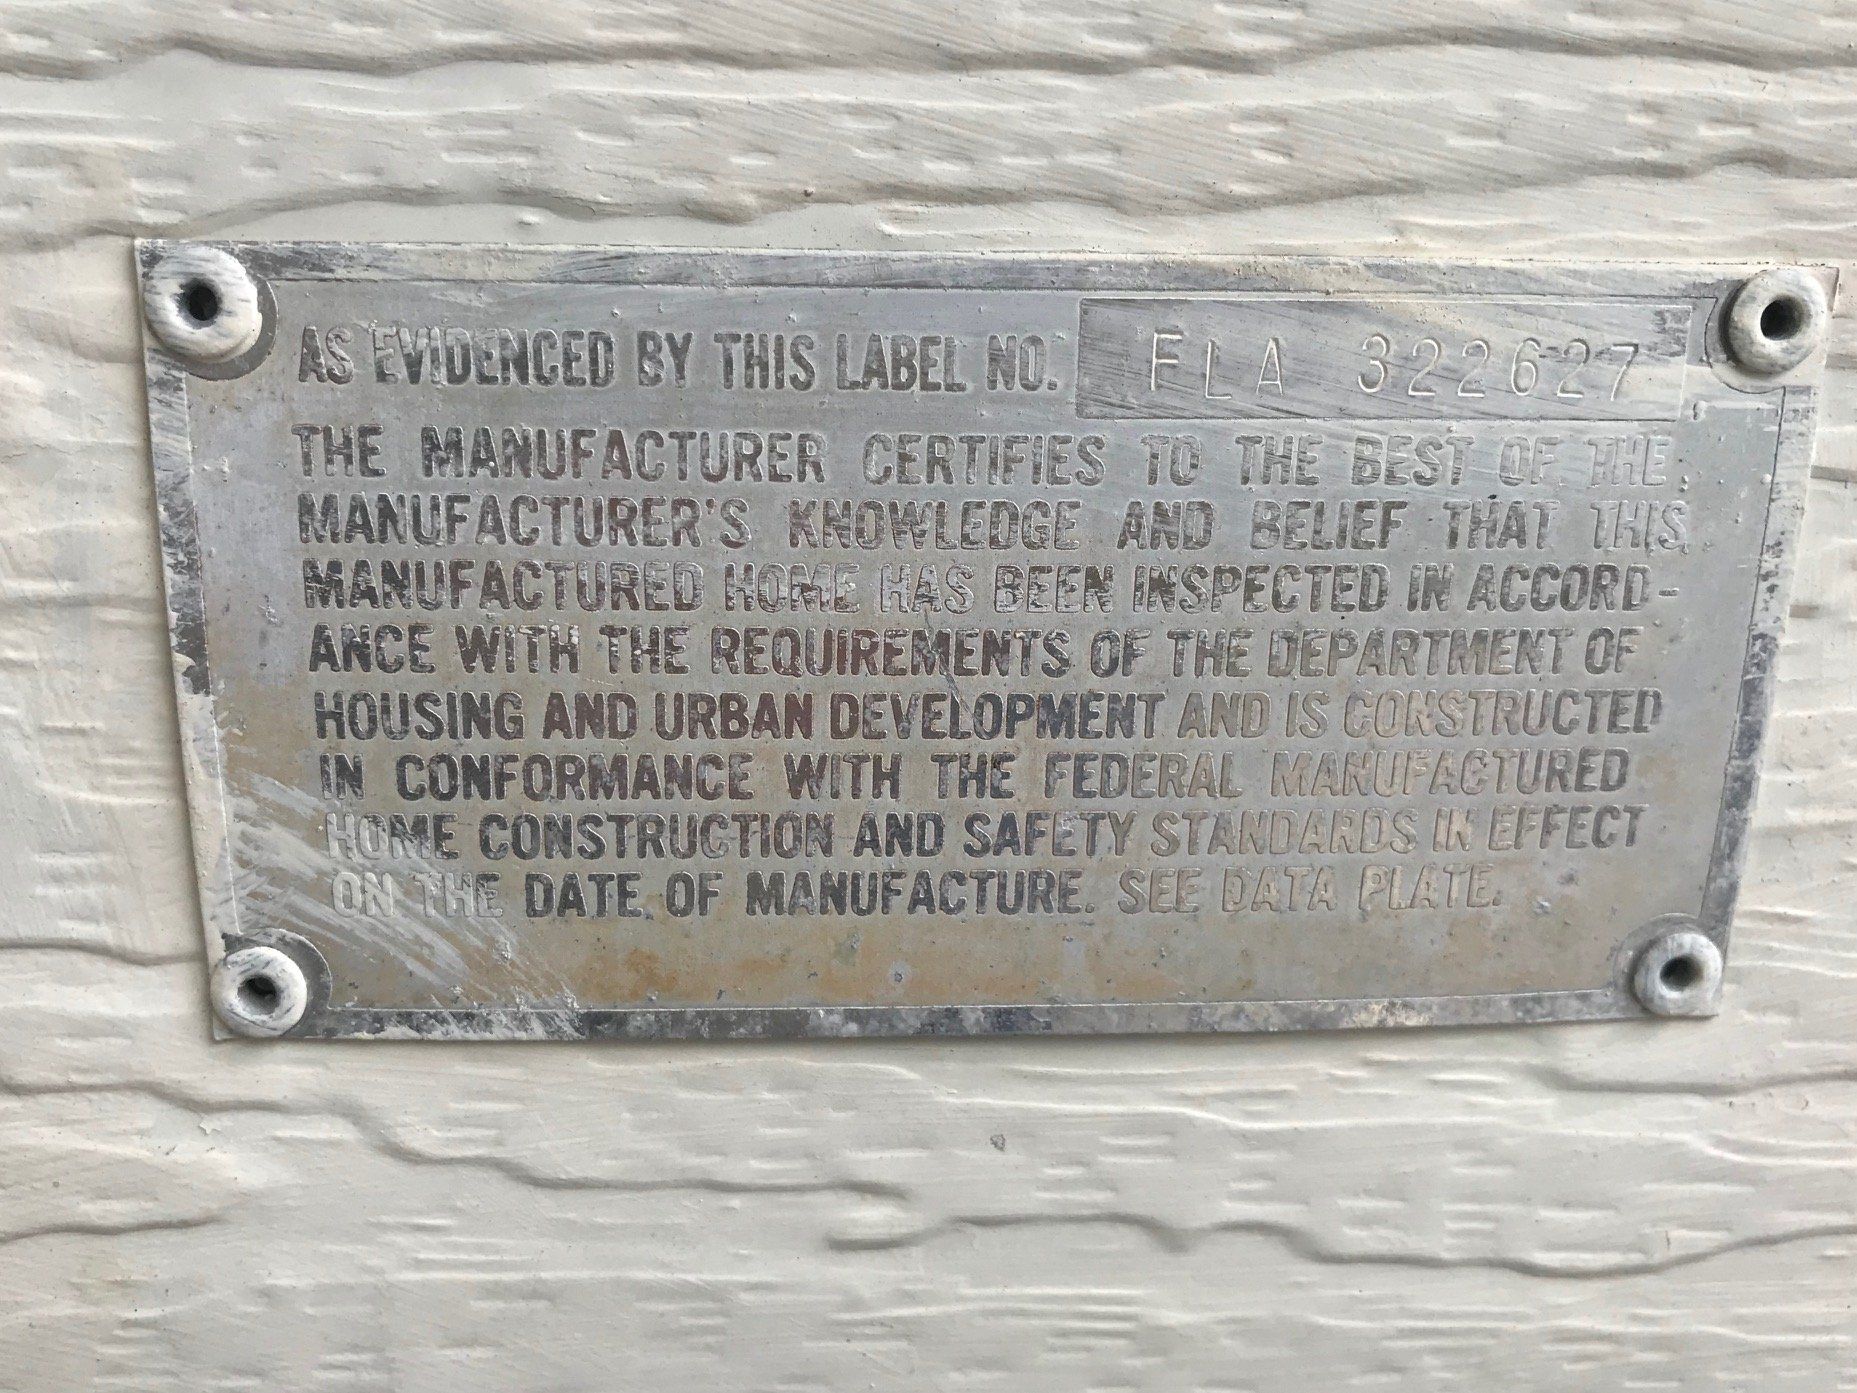 AS EVIDENCED BY THIS LABEL NO. FLA 322627
THE MANUFACTURER CERTIFIES TO THE BEST OF THE
MANUFACTURER'S KNOWLEDGE AND BELIEF THAT THIS
MANUFACTURED HOME HAS BEEN INSPECTED IN ACCORD-
ANCE WITH THE REQUIREMENTS OF THE DEPARTMENT OF
HOUSING AND URBAN DEVELOPMENT AND IS CONSTRUCTED
IN CONFORMANCE WITH THE FEDERAL MANUFACTURED
HOME CONSTRUCTION AND SAFETY STANDARDS IN EFFECT
ON THE DATE OF MANUFACTURE. SEE DATA PLATE.